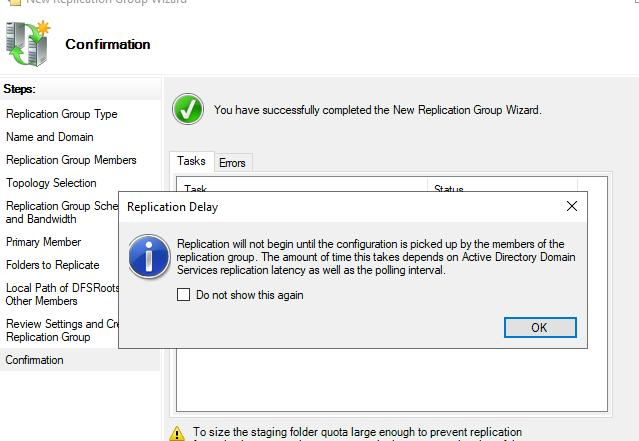 New Replication Group Wizard
Confirmation
Steps:
Replication Group Type
Name and Domain
Replication Group Members
Topology Selection
Replication Group Sche
and Bandwidth
Primary Member
Folders to Replicate
Local Path of DFSRoots
Other Members
Review Settings and Cr
Replication Group
Confirmation
You have successfully completed the New Replication Group Wizard.
Tasks
Errors
Task
Status
Replication Delay
Replication will not begin until the configuration is picked up by the members of the
replication group. The amount of time this takes depends on Active Directory Domain
Services replication latency as well as the polling interval.
Do not show this again
OK
To size the staging folder quota large enough to prevent replication